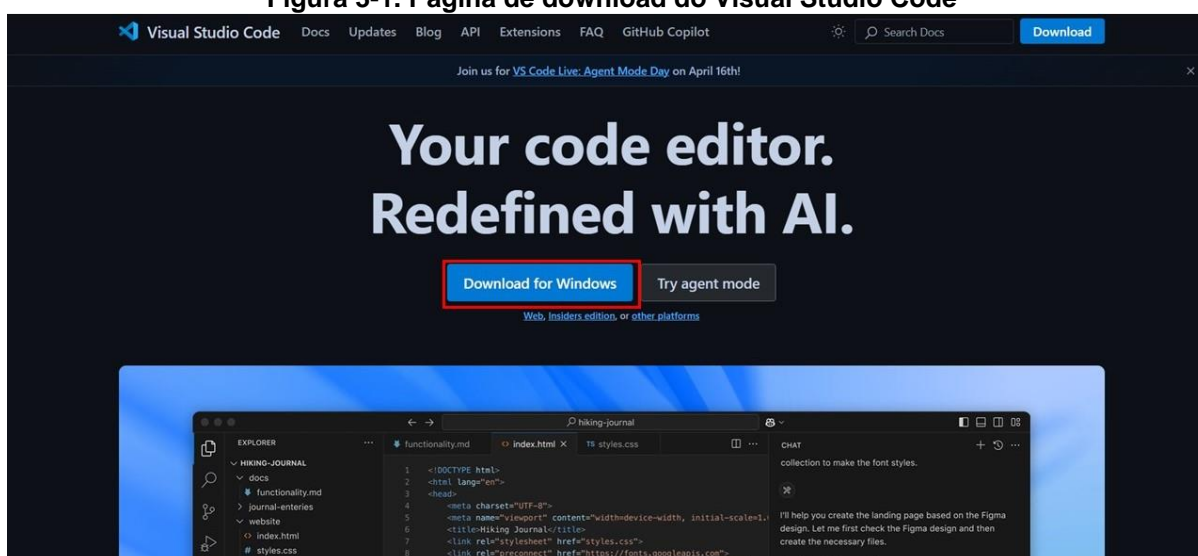 Figura 3-1. Página de download do Visual Studio Code
Visual Studio Code Docs Updates Blog API Extensions FAQ GitHub Copilot Search Docs Download
Join us for VS Code Live: Agent Mode Day on April 16th!
Your code editor.
Redefined with AI.
Download for Windows Try agent mode
Web, Insiders edition, or other platforms
hiking-journal
EXPLORER
HIKING-JOURNAL
docs
functionality.md
journal-enteries
website
index.html
styles.css
functionality.md index.html TS styles.css
1 <!DOCTYPE html>
2 <html lang="en">
3 <head>
4 <meta charset="UTF-8">
5 <meta name="viewport" content="width=device-width, initial-scale=1.
6 <title>Hiking Journal</title>
7 <link rel="stylesheet" href="styles.css">
8 <link rel="preconnect" href="https://fonts.googleapis.com">
CHAT
collection to make the font styles.
I'll help you create the landing page based on the Figma
design. Let me first check the Figma design and then
create the necessary files.